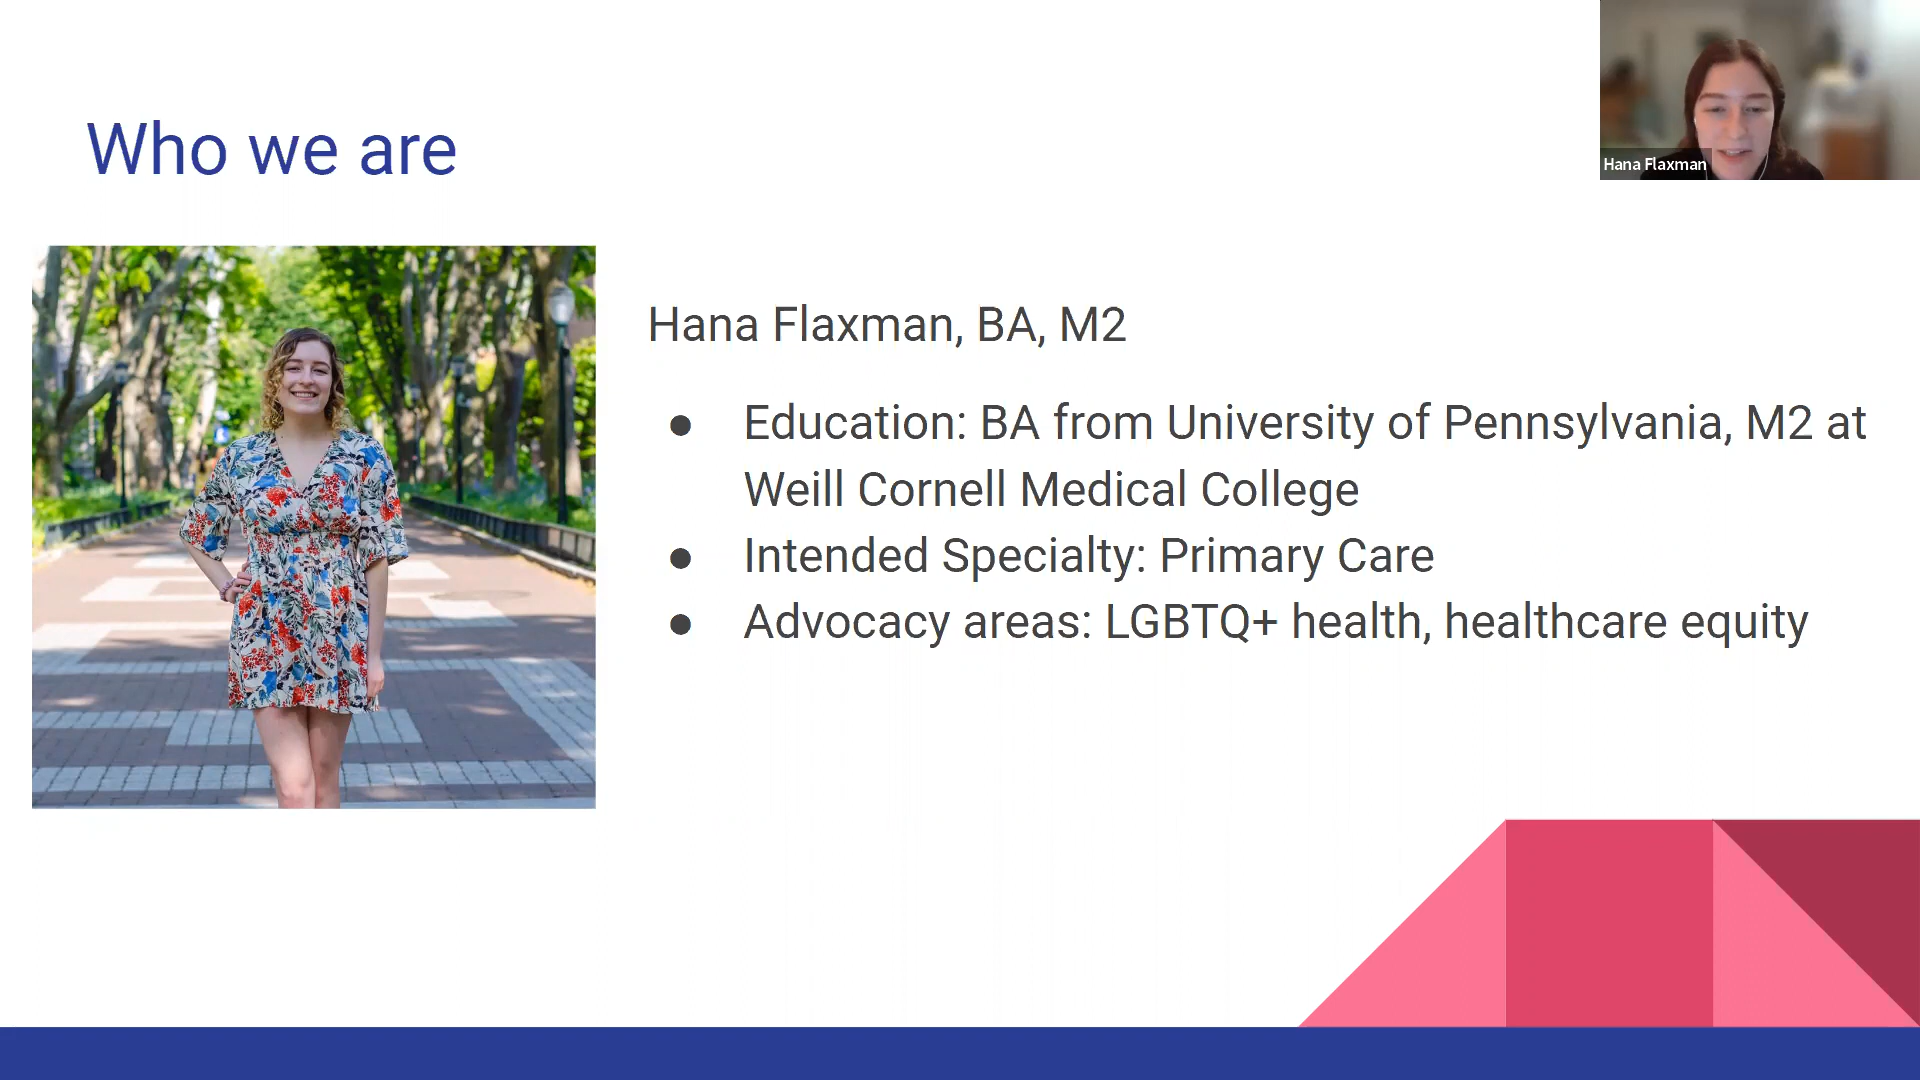 Who we are
Hana Flaxman
Hana Flaxman, BA, M2
● Education: BA from University of Pennsylvania, M2 at
Weill Cornell Medical College
● Intended Specialty: Primary Care
● Advocacy areas: LGBTQ+ health, healthcare equity